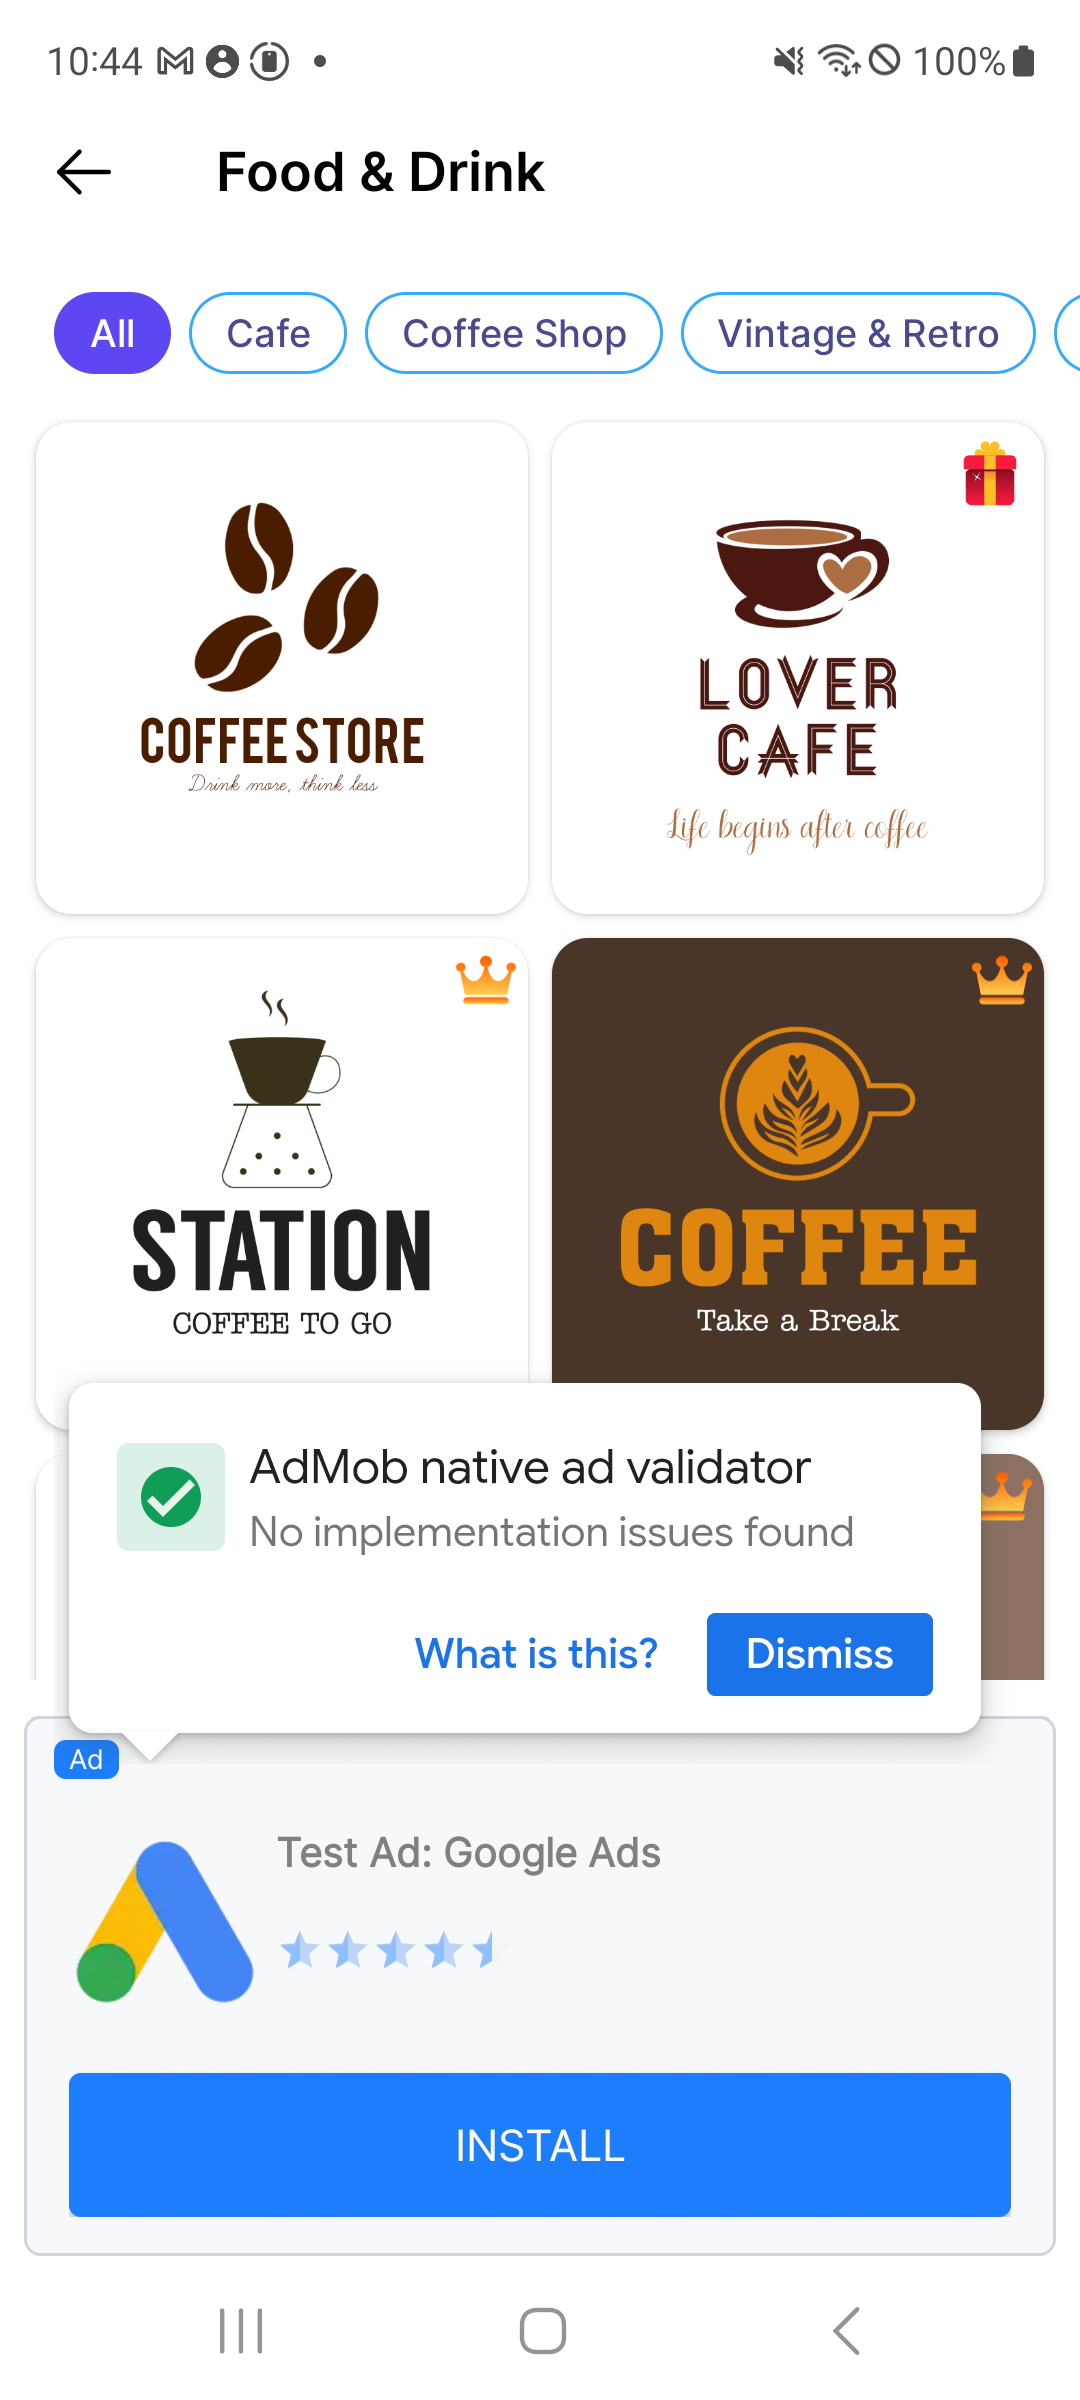 10:44
100%
Food & Drink
All
Cafe
Coffee Shop
Vintage & Retro
COFFEE STORE
Drink more, think less
LOVER
CAFE
Life begins after coffee
STATION
COFFEE TO GO
COFFEE
Take a Break
AdMob native ad validator
No implementation issues found
What is this?
Dismiss
Ad
Test Ad: Google Ads
INSTALL